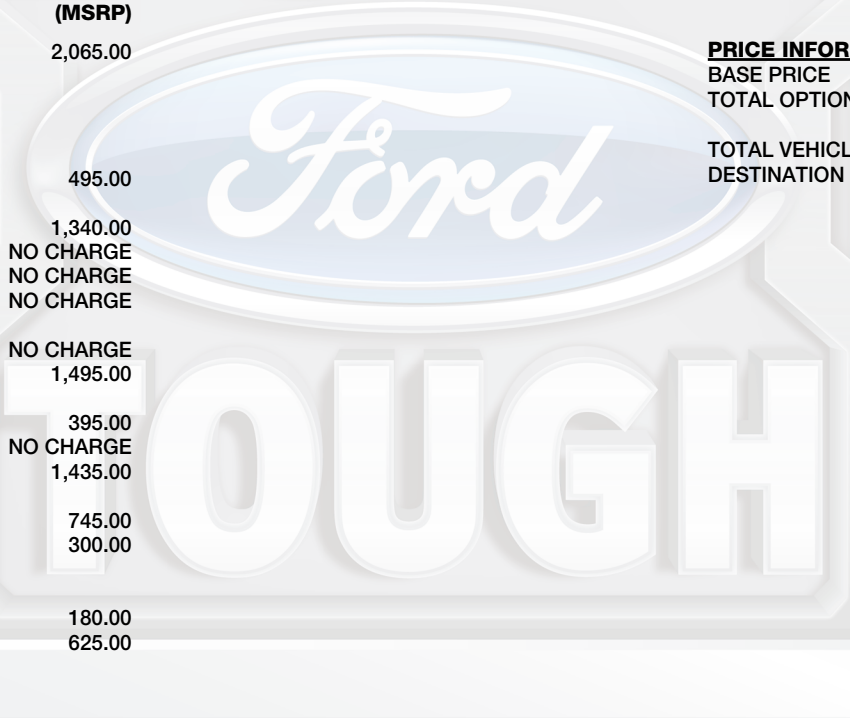 (MSRP)
2,065.00
495.00
1,340.00
NO CHARGE
NO CHARGE
NO CHARGE
NO CHARGE
1,495.00
395.00
NO CHARGE
1,435.00
745.00
300.00
180.00
625.00
PRICE INFOR
BASE PRICE
TOTAL OPTION
TOTAL VEHICL
DESTINATION
Ford
TOUGH